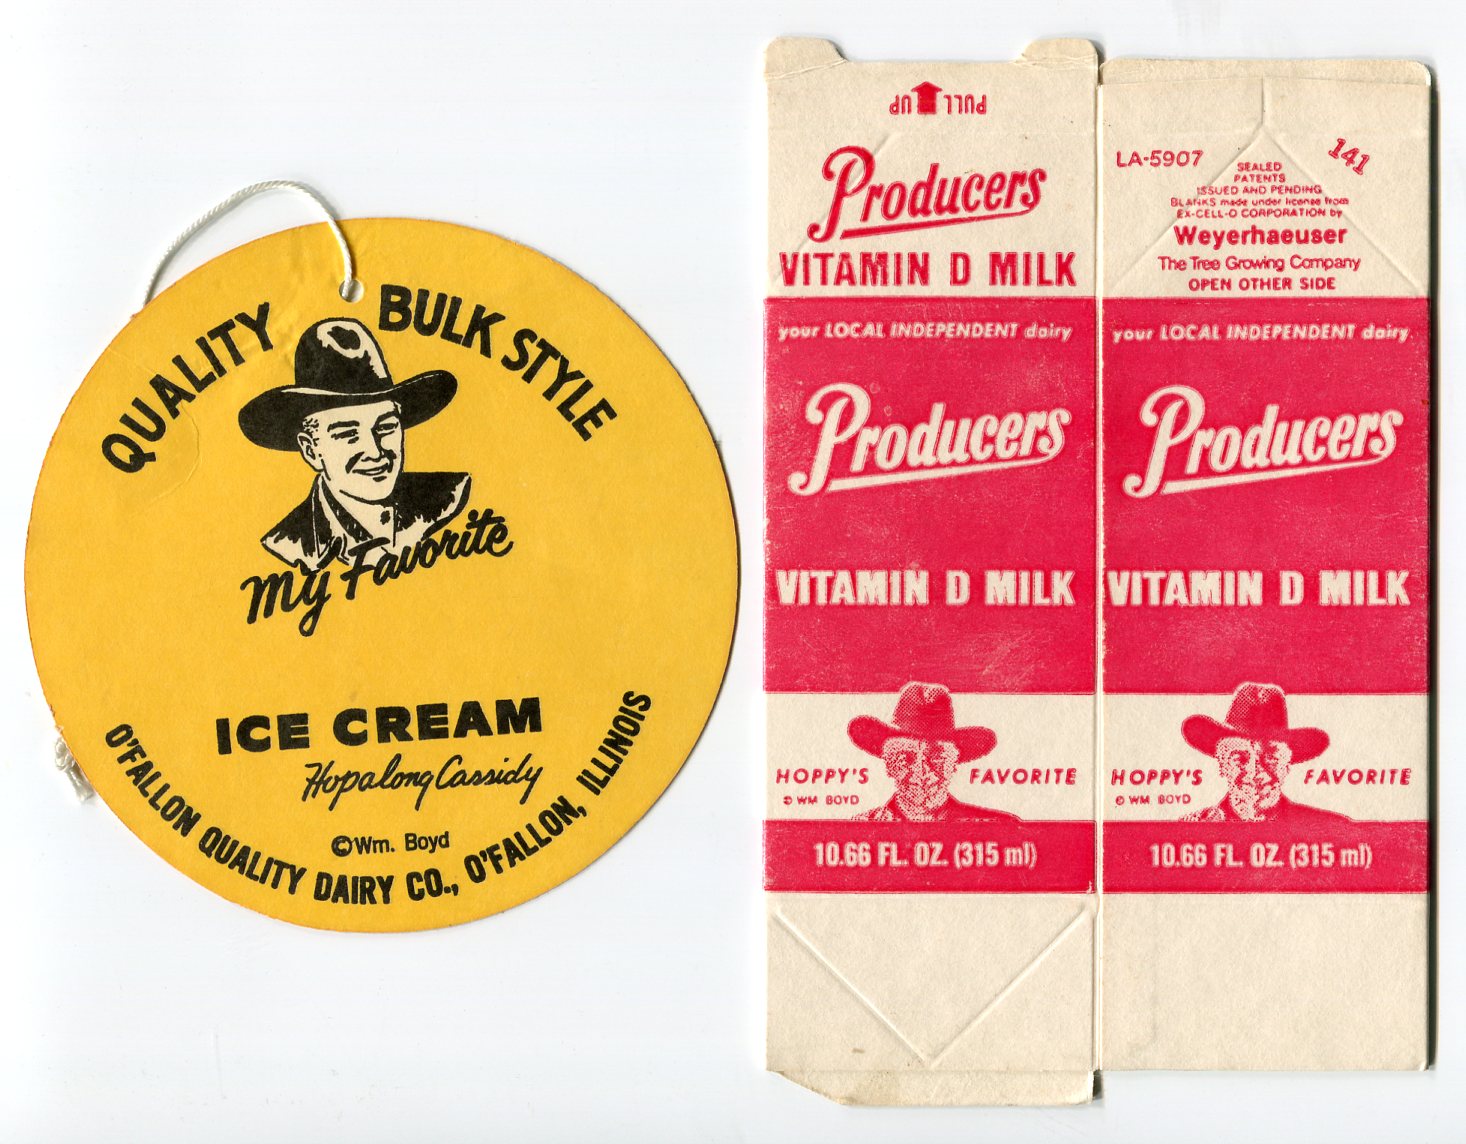 QUALITY BULK STYLE
My Favorite
ICE CREAM
Hopalong Cassidy
©Wm. Boyd
O'FALLON QUALITY DAIRY CO., O'FALLON, ILLINOIS
PULL UP
Producers
VITAMIN D MILK
your LOCAL INDEPENDENT dairy
Producers
VITAMIN D MILK
HOPPY'S FAVORITE
© WM BOYD
10.66 FL. OZ. (315 ml)
LA-5907
141
SEALED
PATENTS
ISSUED AND PENDING
BLANKS made under license from
EX-CELL-O CORPORATION by
Weyerhaeuser
The Tree Growing Company
OPEN OTHER SIDE
your LOCAL INDEPENDENT dairy
Producers
VITAMIN D MILK
HOPPY'S FAVORITE
© WM BOYD
10.66 FL. OZ. (315 ml)